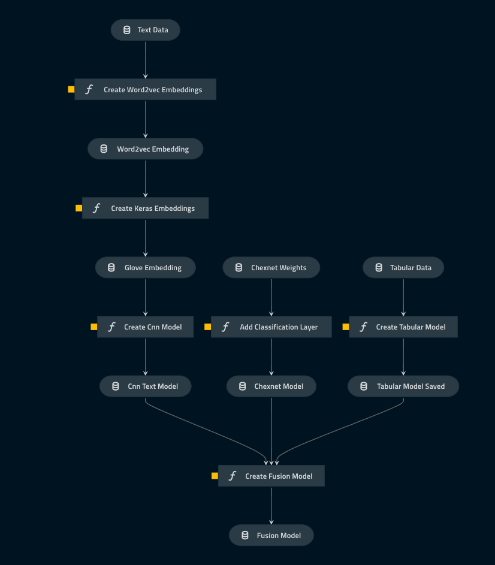 Text Data
Create Word2vec Embeddings
Word2vec Embedding
Create Keras Embeddings
Glove Embedding
Chexnet Weights
Tabular Data
Create Cnn Model
Add Classification Layer
Create Tabular Model
Cnn Text Model
Chexnet Model
Tabular Model Saved
Create Fusion Model
Fusion Model